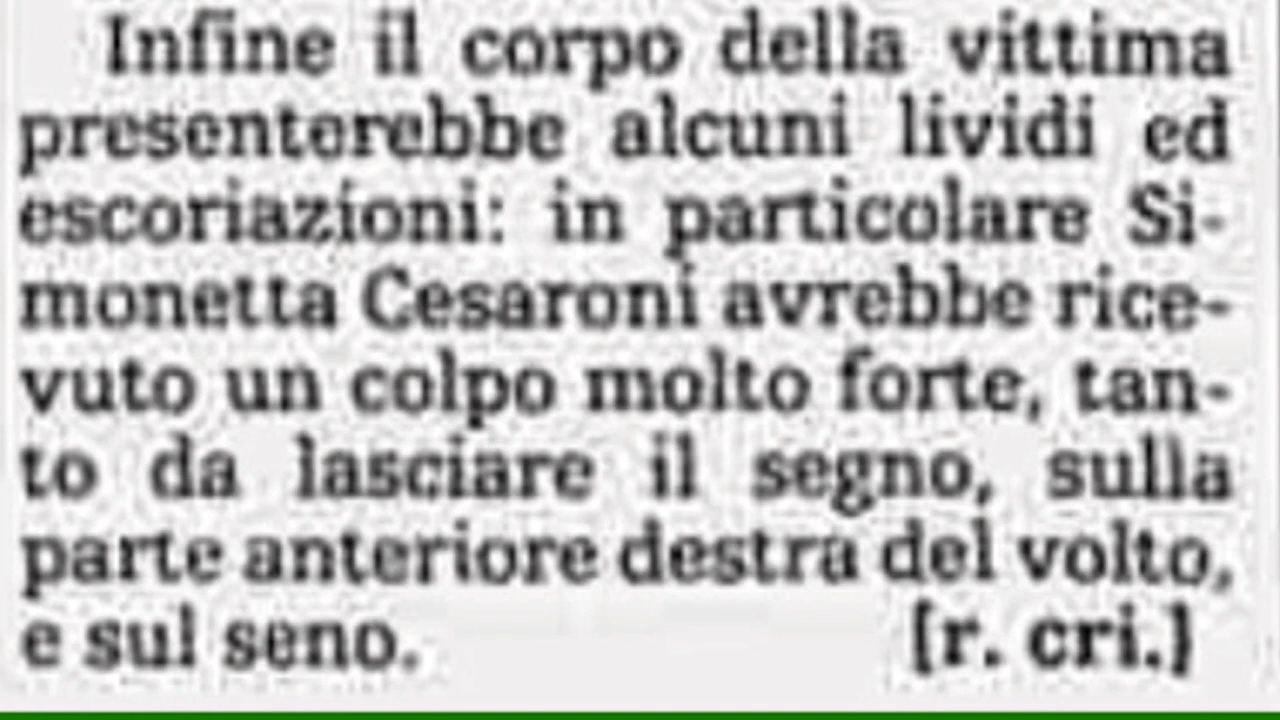 Infine il corpo della vittima
presenterebbe alcuni lividi ed
escoriazioni: in particolare Si-
monetta Cesaroni avrebbe rice-
vuto un colpo molto forte, tan-
to da lasciare il segno, sulla
parte anteriore destra del volto,
e sul seno. [r. cri.]